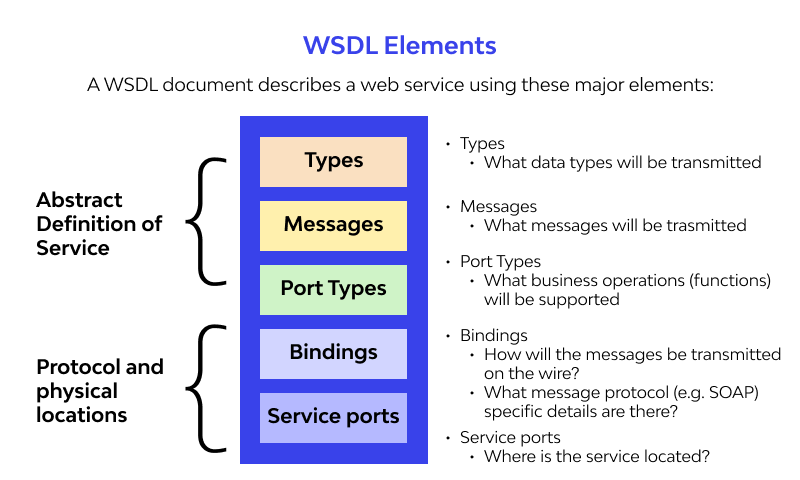 WSDL Elements
A WSDL document describes a web service using these major elements:
Abstract
Definition of
Service
Protocol and
physical
locations
Types
Messages
Port Types
Bindings
Service ports
• Types
• What data types will be transmitted
• Messages
• What messages will be trasmitted
• Port Types
• What business operations (functions)
will be supported
• Bindings
• How will the messages be transmitted
on the wire?
• What message protocol (e.g. SOAP)
specific details are there?
• Service ports
• Where is the service located?